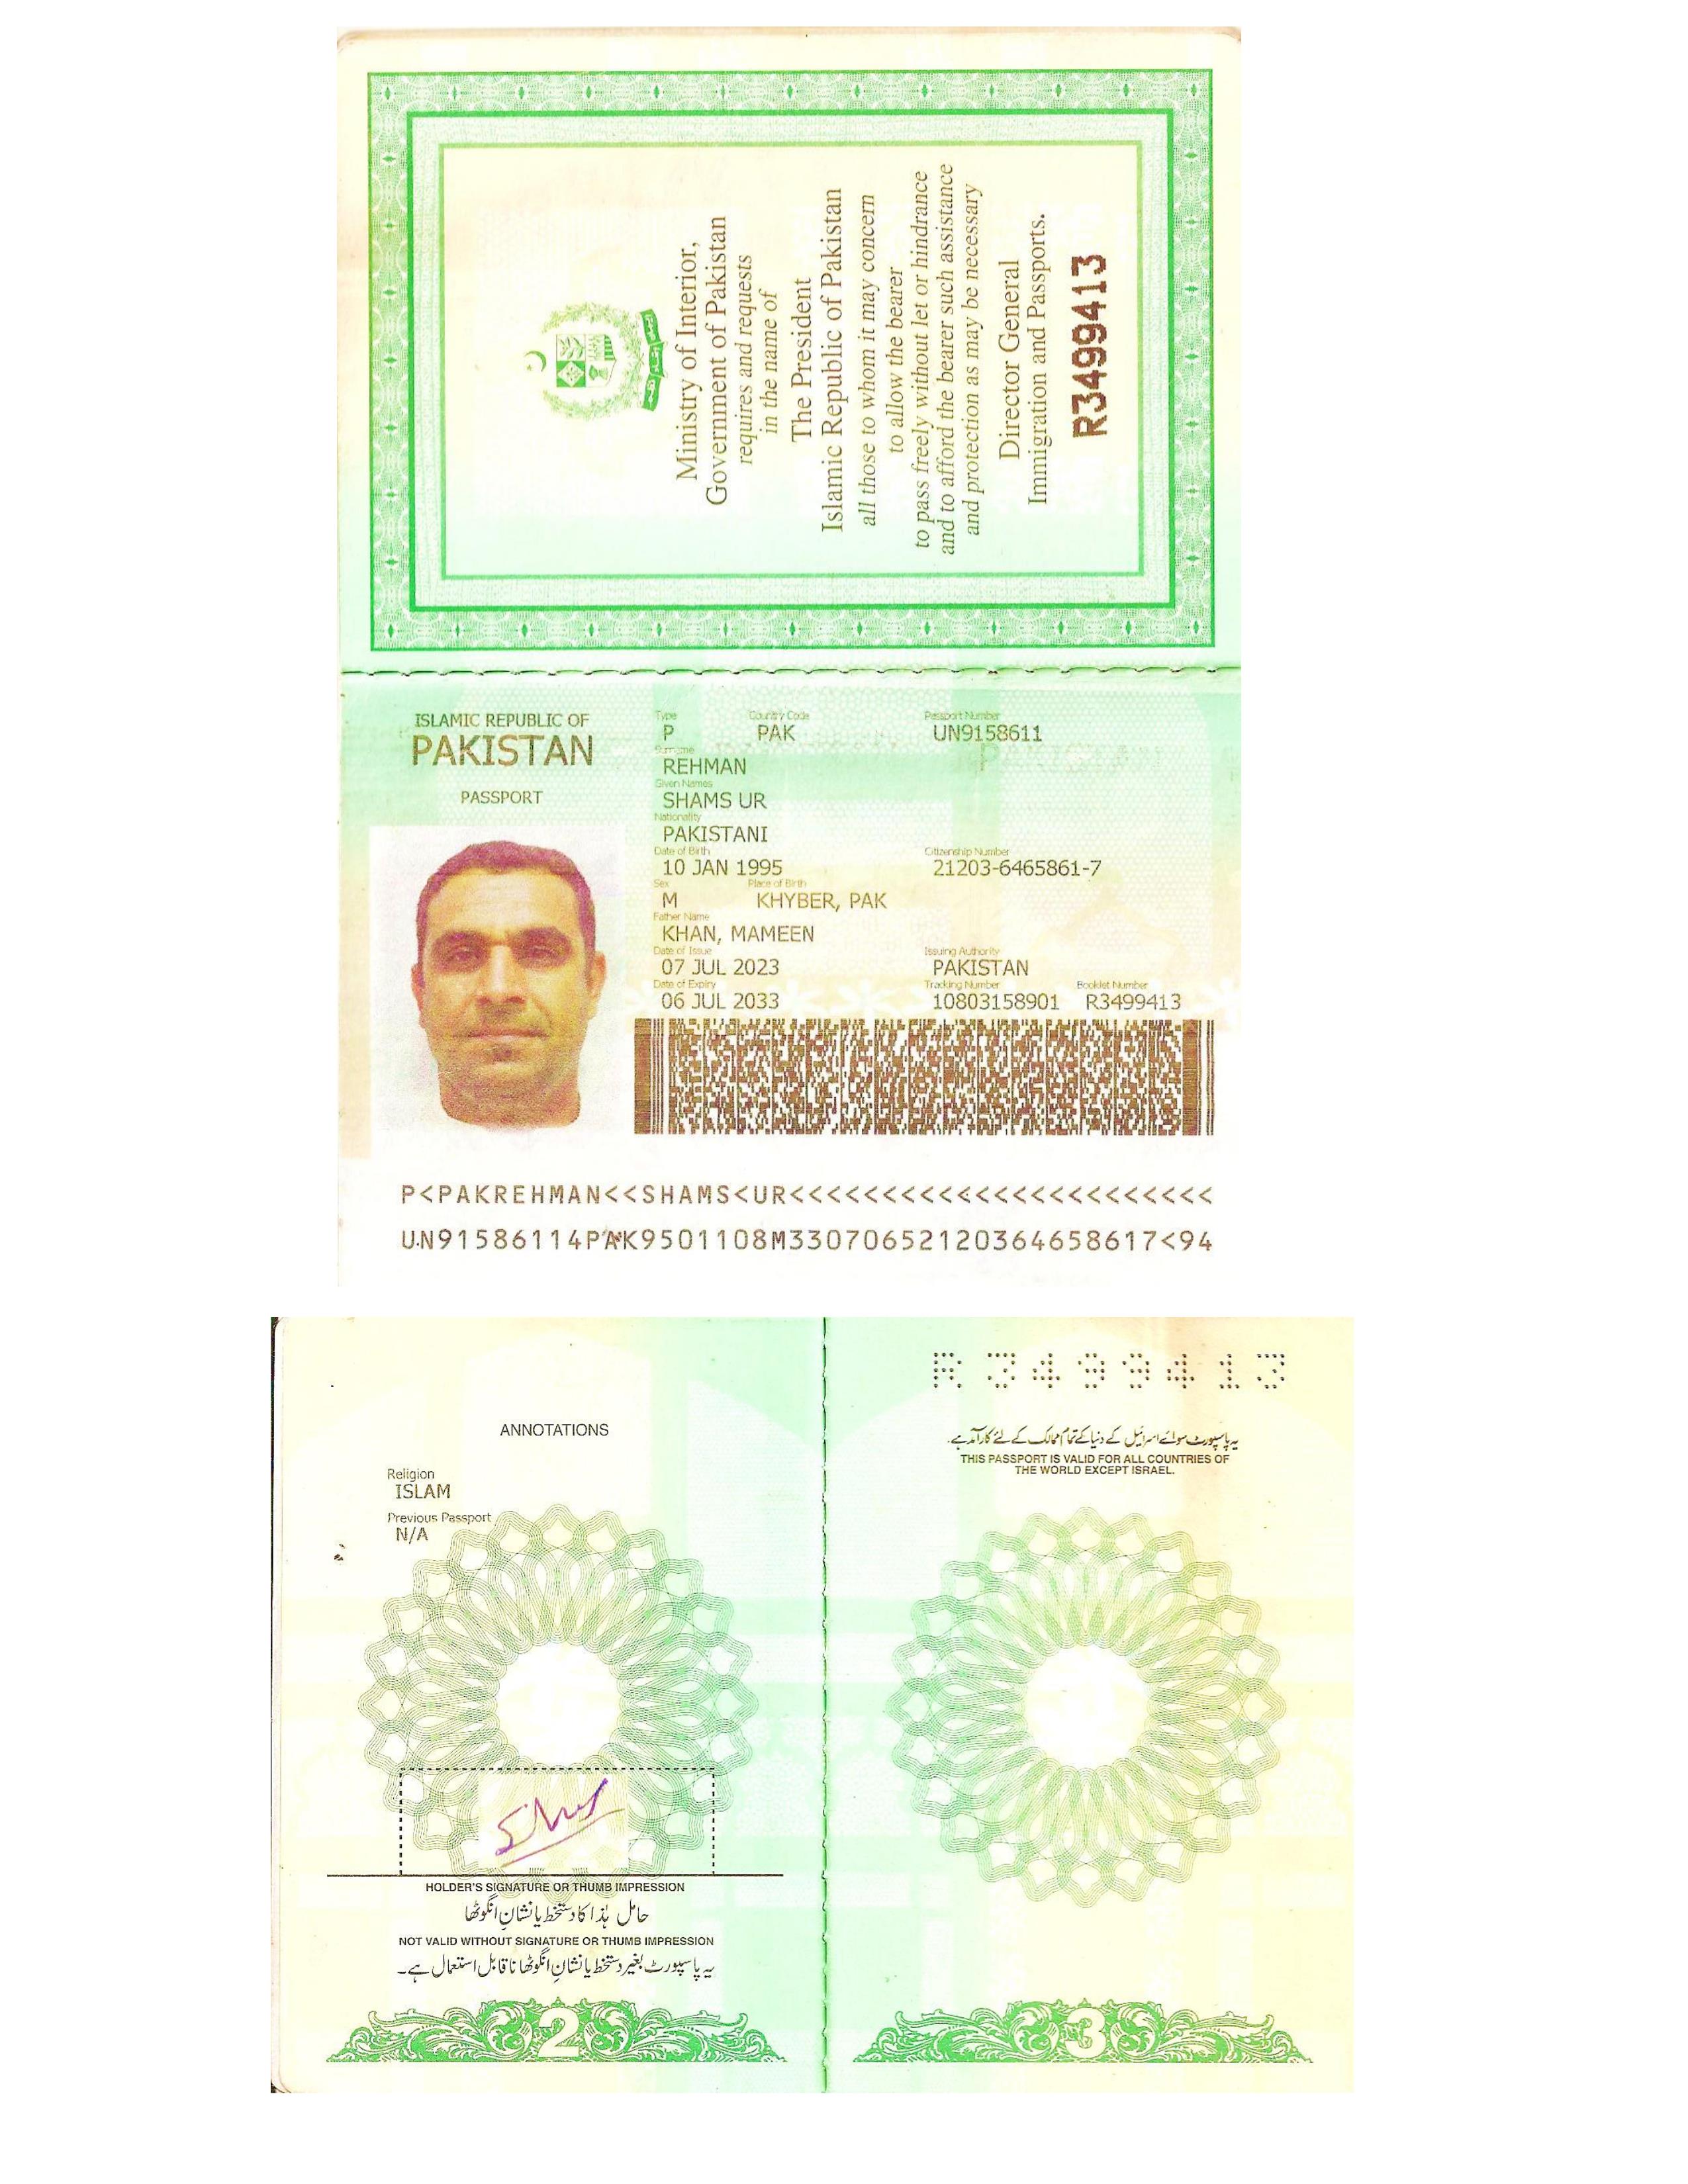 Ministry of Interior,
Government of Pakistan
requires and requests
in the name of
The President
Islamic Republic of Pakistan
all those to whom it may concern
to allow the bearer
to pass freely without let or hindrance
and to afford the bearer such assistance
and protection as may be necessary
Director General
Immigration and Passports.
R3499413
ISLAMIC REPUBLIC OF
PAKISTAN
PASSPORT
Type Country Code Passport Number
P PAK UN9158611
Surname
REHMAN
Given Names
SHAMS UR
Nationality
PAKISTANI
Date of Birth Citizenship Number
10 JAN 1995 21203-6465861-7
Sex Place of Birth
M KHYBER, PAK
Father Name
KHAN, MAMEEN
Date of Issue Issuing Authority
07 JUL 2023 PAKISTAN
Date of Expiry Tracking Number Booklet Number
06 JUL 2033 10803158901 R3499413
P<PAKREHMAN<<SHAMS<UR<<<<<<<<<<<<<<<<<<<<<<<
UN91586114PAK9501108M33070652120364658617<94
ANNOTATIONS
Religion
ISLAM
Previous Passport
N/A
HOLDER'S SIGNATURE OR THUMB IMPRESSION
حامل ہٰذا کا دستخط یا نشانِ انگوٹھا
NOT VALID WITHOUT SIGNATURE OR THUMB IMPRESSION
یہ پاسپورٹ بغیر دستخط یا نشانِ انگوٹھا ناقابل استعمال ہے۔
2
R3499413
یہ پاسپورٹ سوائے اسرائیل کے دنیا کے تمام ممالک کے لئے کارآمد ہے۔
THIS PASSPORT IS VALID FOR ALL COUNTRIES OF
THE WORLD EXCEPT ISRAEL.
3